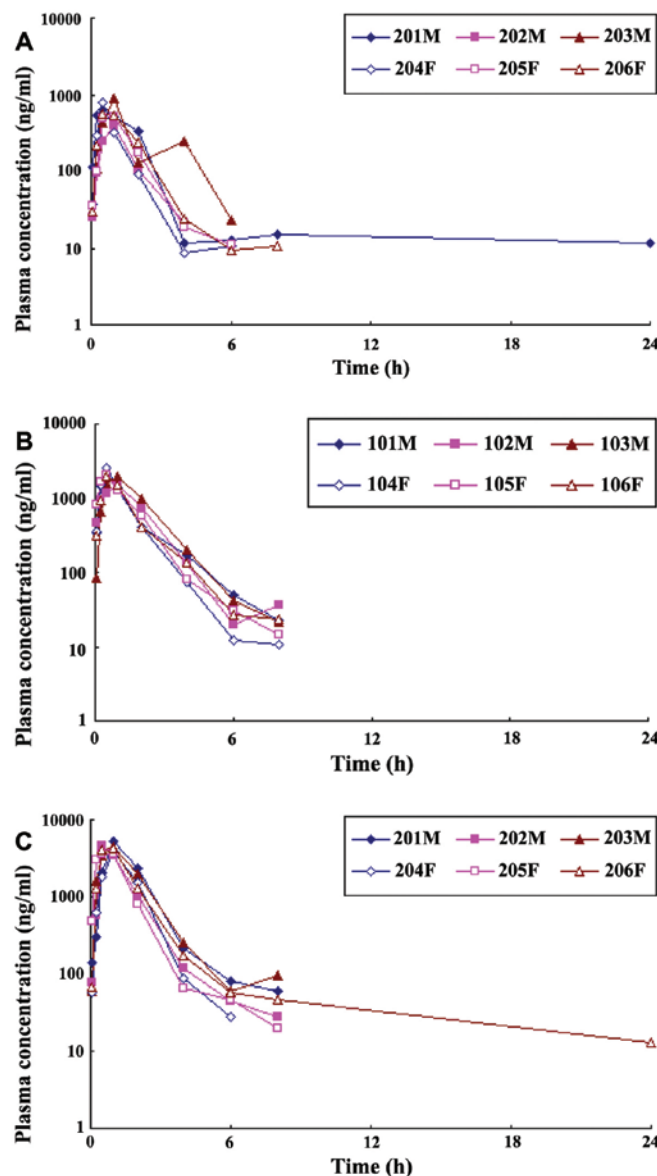 A
Plasma concentration (ng/ml)
10000
1000
100
10
1
201M 202M 203M
204F 205F 206F
0 6 12 18 24
Time (h)
B
Plasma concentration (ng/ml)
10000
1000
100
10
1
101M 102M 103M
104F 105F 106F
0 6 12 18 24
Time (h)
C
Plasma concentration (ng/ml)
10000
1000
100
10
1
201M 202M 203M
204F 205F 206F
0 6 12 18 24
Time (h)